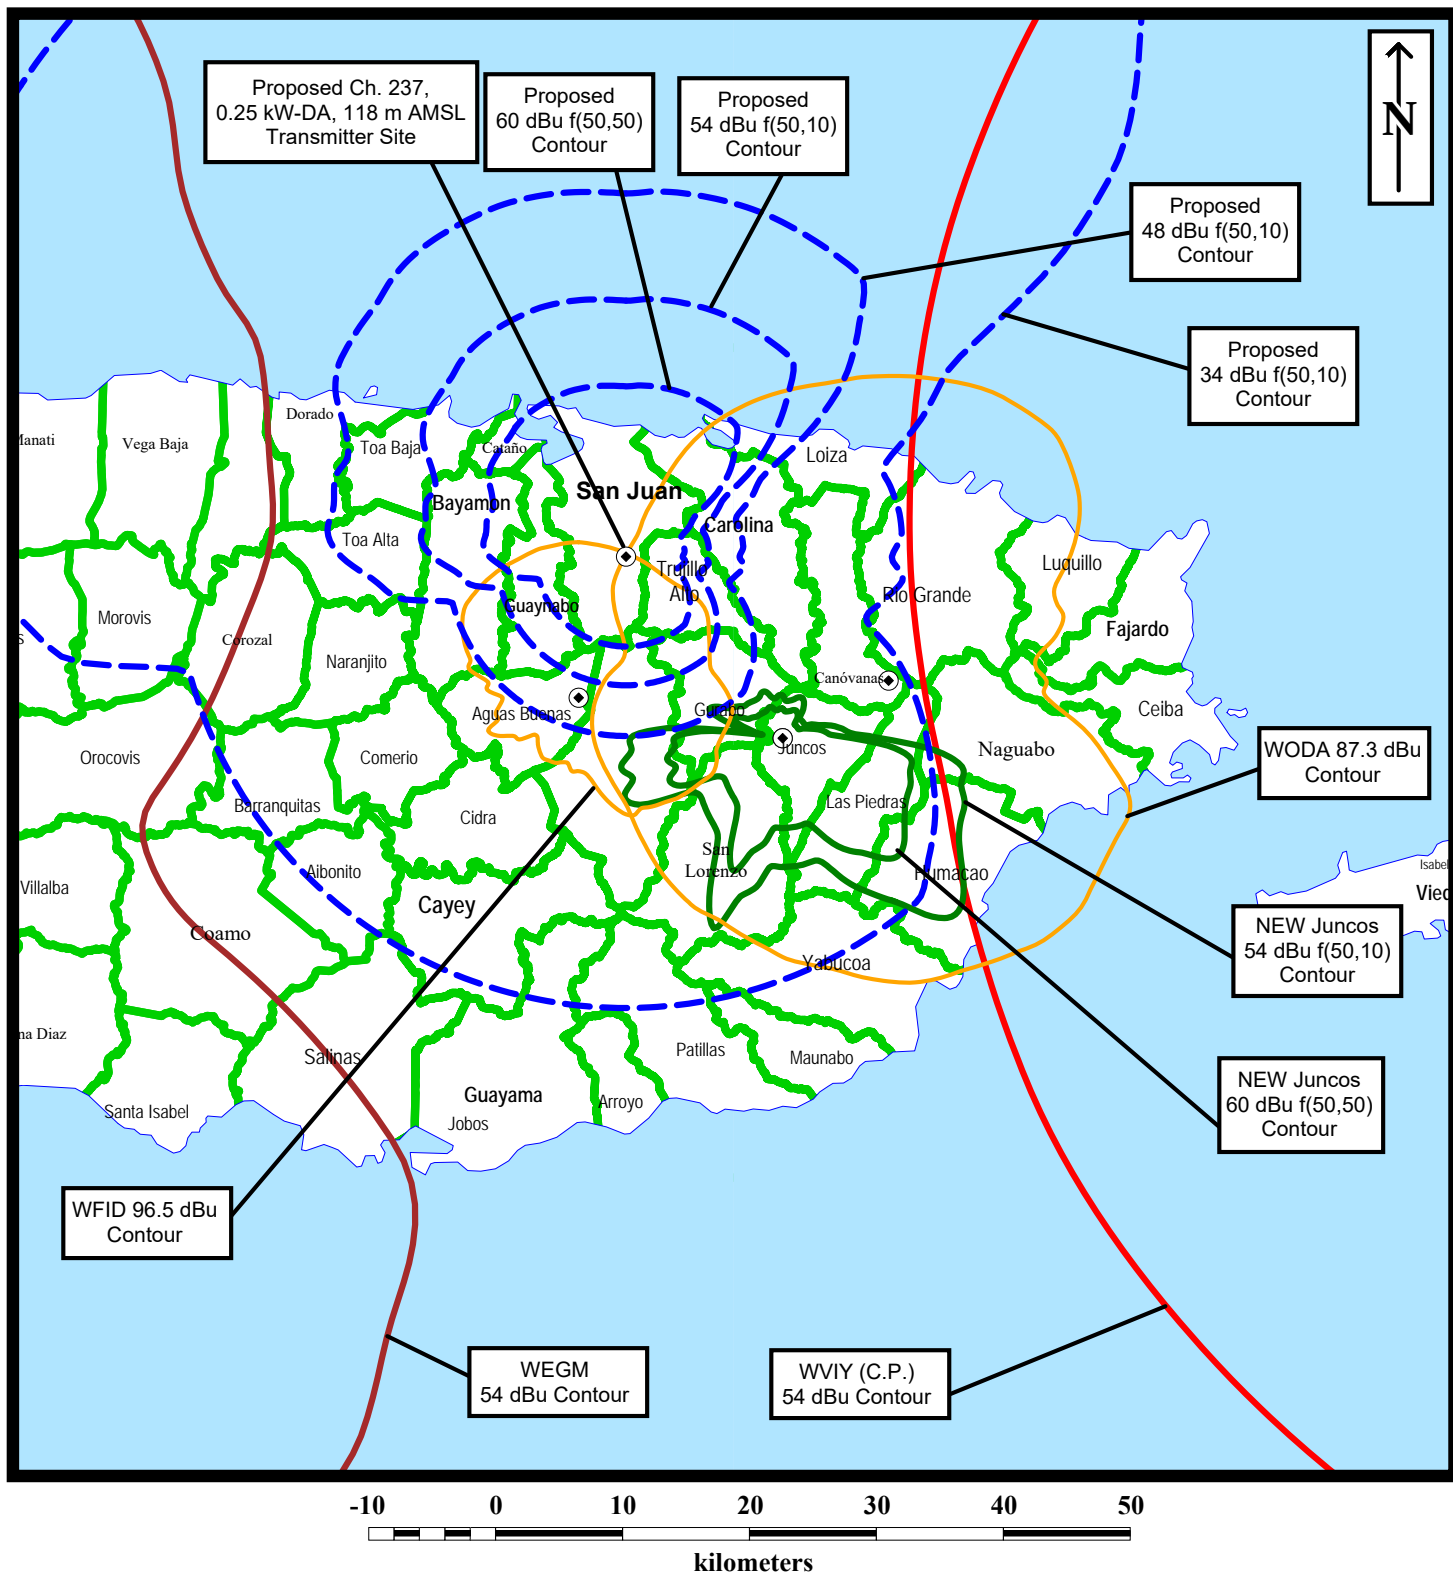 Proposed Ch. 237,
0.25 kW-DA, 118 m AMSL
Transmitter Site
Proposed
60 dBu f(50,50)
Contour
Proposed
54 dBu f(50,10)
Contour
N
Proposed
48 dBu f(50,10)
Contour
Proposed
34 dBu f(50,10)
Contour
Dorado
Manati
Vega Baja
Toa Baja
Cataño
Loiza
San Juan
Bayamon
Carolina
Toa Alta
Luquillo
Trujillo
Alto
Rio Grande
Guaynabo
Morovis
Fajardo
S
Corozal
Naranjito
Canóvanas
Aguas Buenas
Gurabo
Ceiba
Juncos
Naguabo
Orocovis
Comerio
WODA 87.3 dBu
Contour
Barranquitas
Las Piedras
Cidra
San
Lorenzo
Isabel
Villalba
Aibonito
Humacao
Vieq
Cayey
Coamo
NEW Juncos
54 dBu f(50,10)
Contour
Yabucoa
na Diaz
Salinas
Patillas
Maunabo
NEW Juncos
60 dBu f(50,50)
Contour
Guayama
Santa Isabel
Jobos
Arroyo
WFID 96.5 dBu
Contour
WEGM
54 dBu Contour
WVIY (C.P.)
54 dBu Contour
-10 0 10 20 30 40 50
kilometers